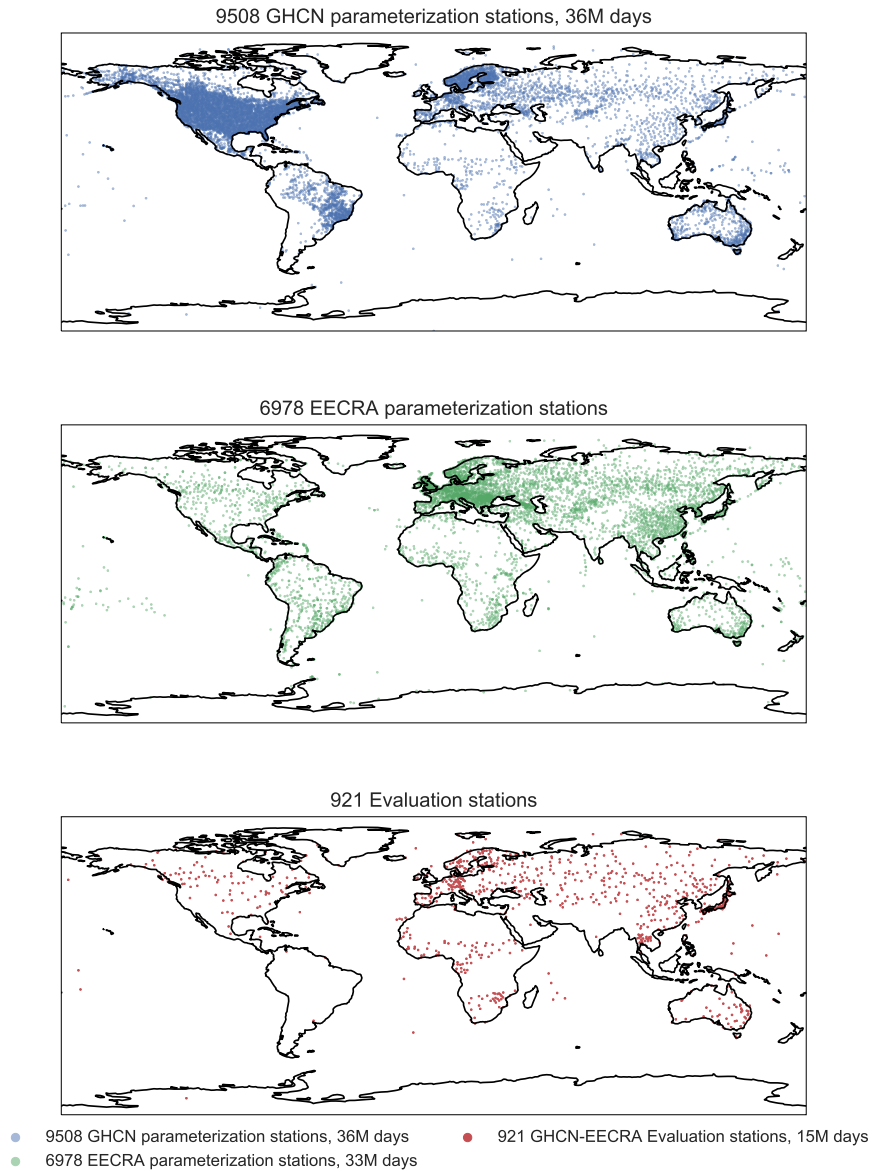 9508 GHCN parameterization stations, 36M days
6978 EECRA parameterization stations
921 Evaluation stations
9508 GHCN parameterization stations, 36M days
921 GHCN-EECRA Evaluation stations, 15M days
6978 EECRA parameterization stations, 33M days